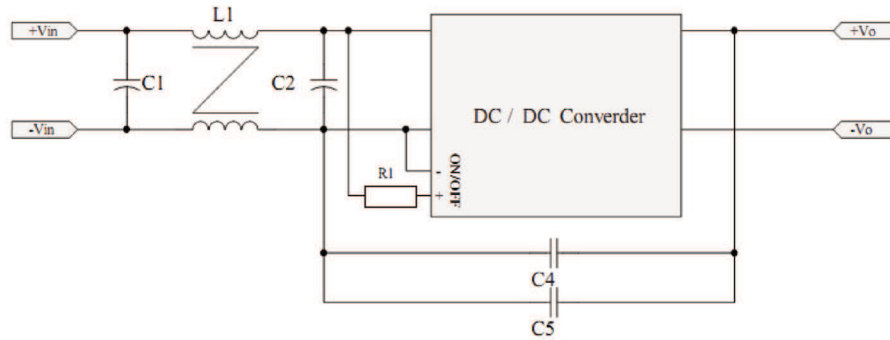 L1
+Vin
+Vo
C1
C2
DC / DC Converder
-Vin
-Vo
R1
-
+
ON/OFF
C4
C5